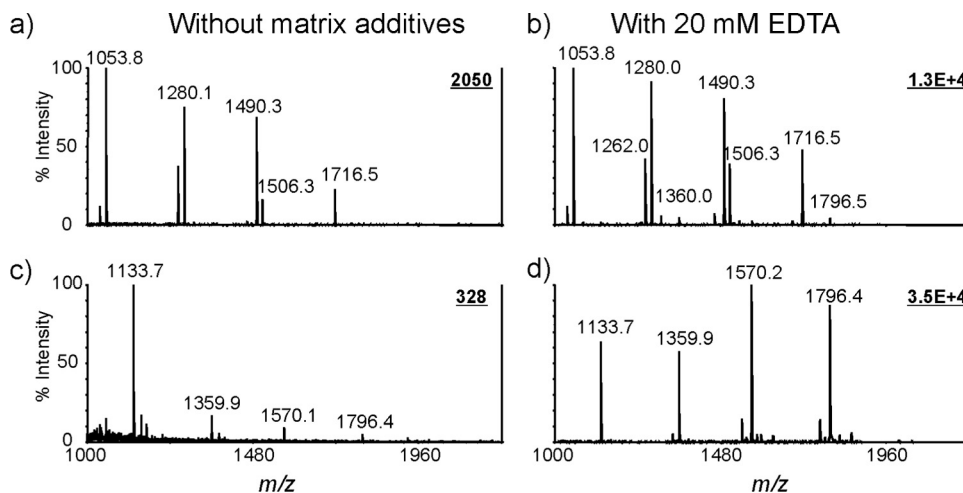 Without matrix additives
With 20 mM EDTA
a)
1053.8
1280.1
1490.3
1506.3
1716.5
2050
100
50
0
% Intensity
b)
1053.8
1280.0
1490.3
1262.0
1506.3
1716.5
1360.0
1796.5
1.3E+4
c)
1133.7
1359.9
1570.1
1796.4
328
100
50
0
% Intensity
1000
1480
1960
m/z
d)
1570.2
1796.4
1133.7
1359.9
3.5E+4
1000
1480
1960
m/z